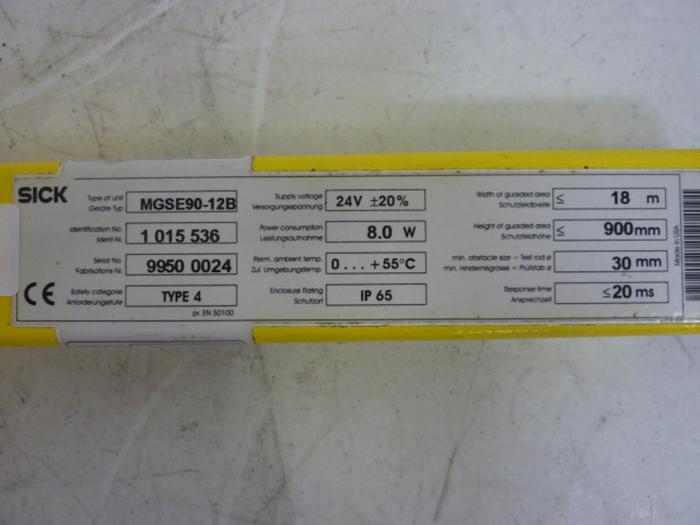 SICK
Type of unit
Geräte Typ
MGSE90-12B
Supply voltage
Versorgungsspannung
24V ±20%
Width of guarded area
Schutzfeldbreite
≤ 18 m
Identification No.
Ident-Nr.
1 015 536
Power consumption
Leistungsaufnahme
8.0 W
Height of guarded area
Schutzfeldhöhe
≤ 900mm
Serial No.
Fabrikations-Nr.
9950 0024
Perm. ambient temp.
Zul. Umgebungstemp.
0...+55°C
min. obstacle size - Test rod ø
min. Hindernisgrösse - Prüfstab ø
30 mm
CE
Safety categorie
Anforderungsstufe
TYPE 4
pr. EN 50100
Enclosure Rating
Schutzart
IP 65
Response time
Ansprechzeit
≤20 ms
Made in USA